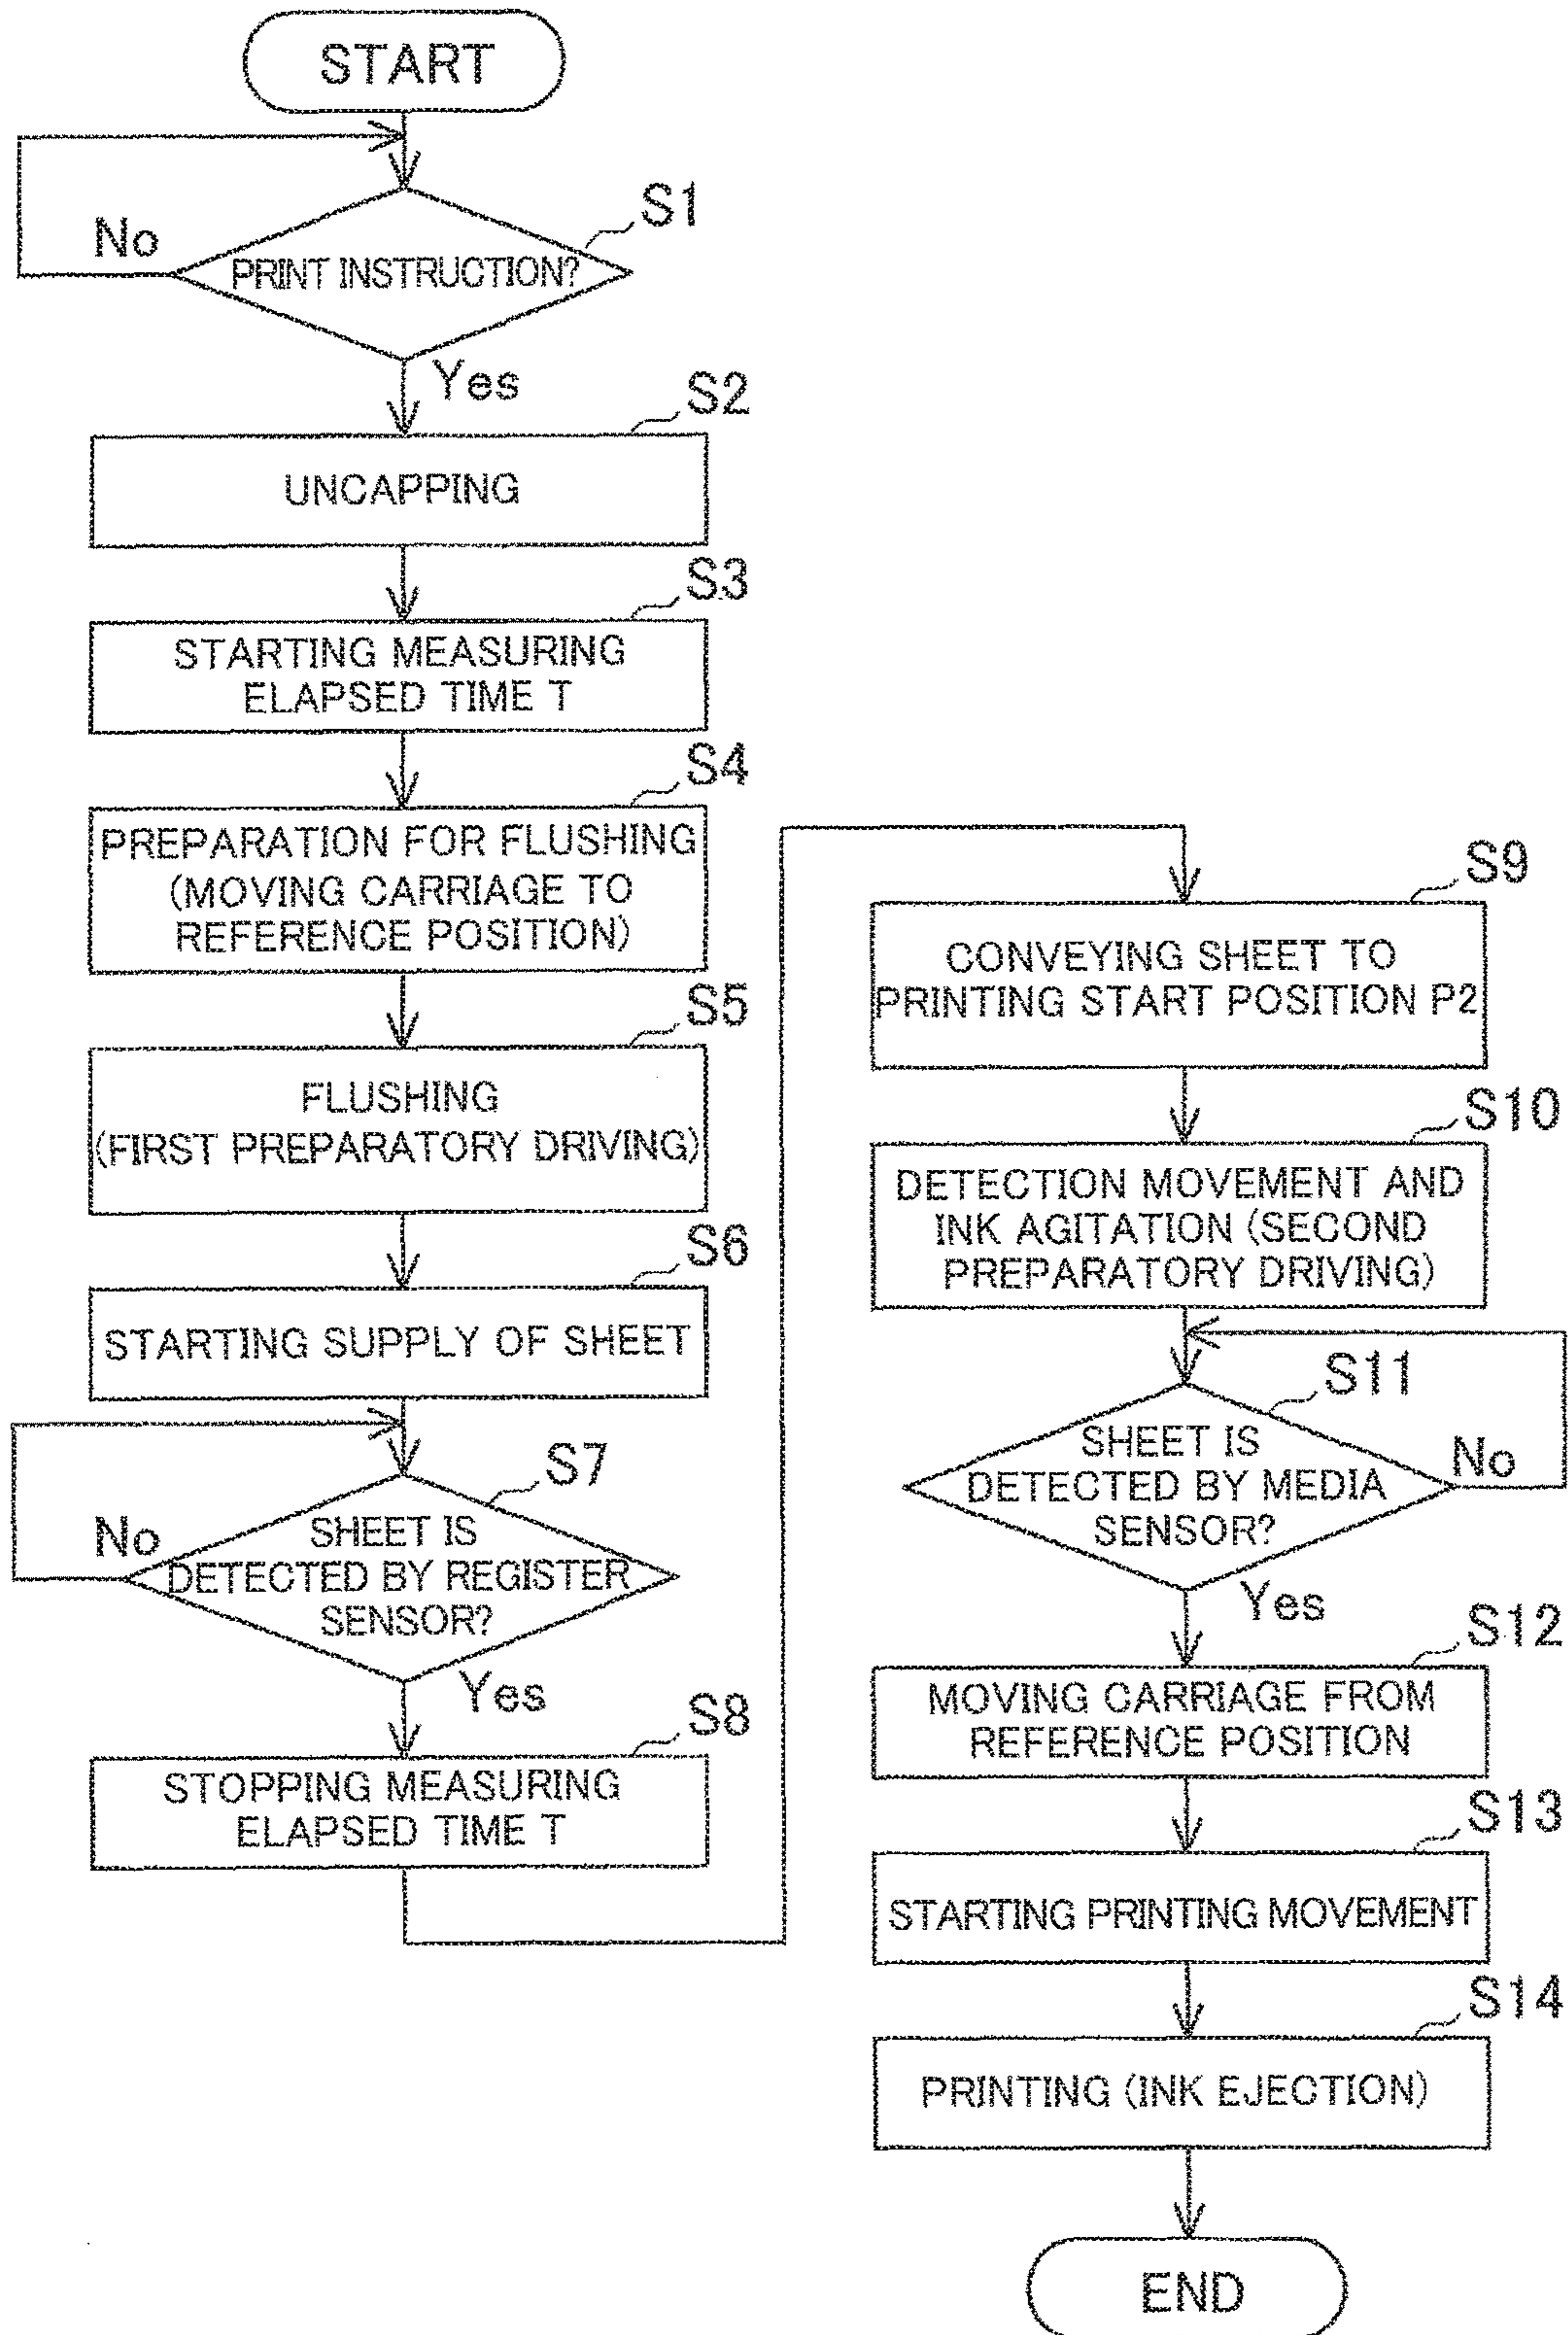 START
No
S1
PRINT INSTRUCTION?
Yes
S2
UNCAPPING
S3
STARTING MEASURING
ELAPSED TIME T
S4
PREPARATION FOR FLUSHING
(MOVING CARRIAGE TO
REFERENCE POSITION)
S5
FLUSHING
(FIRST PREPARATORY DRIVING)
S6
STARTING SUPPLY OF SHEET
S7
No
SHEET IS
DETECTED BY REGISTER
SENSOR?
Yes
S8
STOPPING MEASURING
ELAPSED TIME T
S9
CONVEYING SHEET TO
PRINTING START POSITION P2
S10
DETECTION MOVEMENT AND
INK AGITATION (SECOND
PREPARATORY DRIVING)
S11
SHEET IS
DETECTED BY MEDIA
SENSOR?
No
Yes
S12
MOVING CARRIAGE FROM
REFERENCE POSITION
S13
STARTING PRINTING MOVEMENT
S14
PRINTING (INK EJECTION)
END